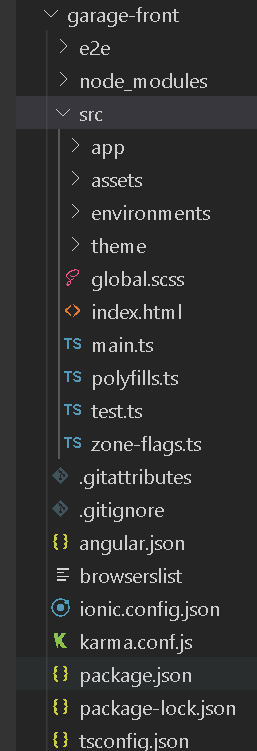 garage-front
e2e
node_modules
src
app
assets
environments
theme
global.scss
index.html
TS main.ts
TS polyfills.ts
TS test.ts
TS zone-flags.ts
.gitattributes
.gitignore
{} angular.json
browserslist
ionic.config.json
karma.conf.js
{} package.json
{} package-lock.json
{} tsconfig.json